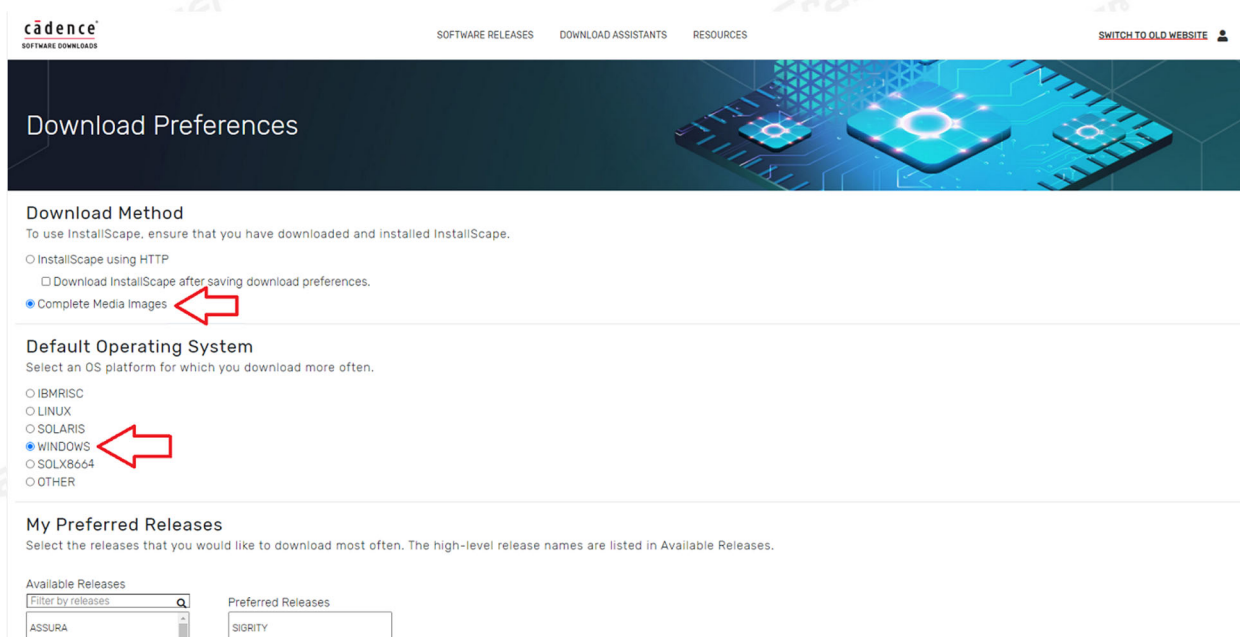 cādence
SOFTWARE DOWNLOADS
SOFTWARE RELEASES DOWNLOAD ASSISTANTS RESOURCES
SWITCH TO OLD WEBSITE
Download Preferences
Download Method
To use InstallScape, ensure that you have downloaded and installed InstallScape.
InstallScape using HTTP
Download InstallScape after saving download preferences.
Complete Media Images
Default Operating System
Select an OS platform for which you download more often.
IBMRISC
LINUX
SOLARIS
WINDOWS
SOLX8664
OTHER
My Preferred Releases
Select the releases that you would like to download most often. The high-level release names are listed in Available Releases.
Available Releases
Filter by releases
Preferred Releases
ASSURA
SIGRITY